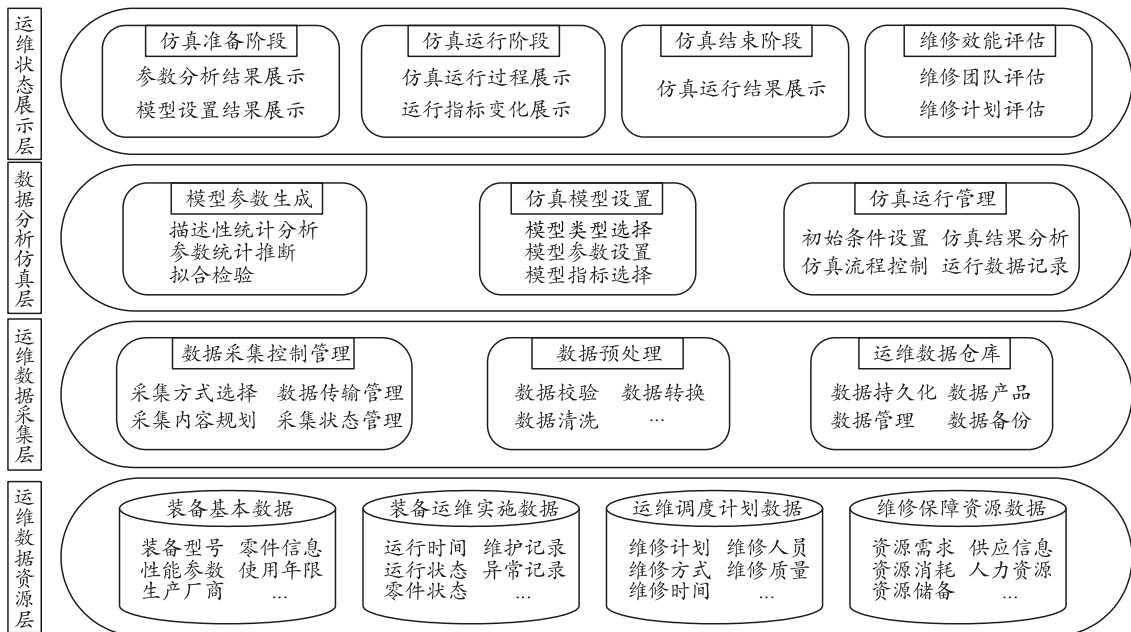 运维状态展示层
仿真准备阶段
参数分析结果展示
模型设置结果展示
仿真运行阶段
仿真运行过程展示
运行指标变化展示
仿真结束阶段
仿真运行结果展示
维修效能评估
维修团队评估
维修计划评估
数据分析仿真层
模型参数生成
描述性统计分析
参数统计推断
拟合检验
仿真模型设置
模型类型选择
模型参数设置
模型指标选择
仿真运行管理
初始条件设置 仿真结果分析
仿真流程控制 运行数据记录
运维数据采集层
数据采集控制管理
采集方式选择 数据传输管理
采集内容规划 采集状态管理
数据预处理
数据校验 数据转换
数据清洗 ...
运维数据仓库
数据持久化 数据产品
数据管理 数据备份
运维数据资源层
装备基本数据
装备型号 零件信息
性能参数 使用年限
生产厂商 ...
装备运维实施数据
运行时间 维护记录
运行状态 异常记录
零件状态 ...
运维调度计划数据
维修计划 维修人员
维修方式 维修质量
维修时间 ...
维修保障资源数据
资源需求 供应信息
资源消耗 人力资源
资源储备 ...